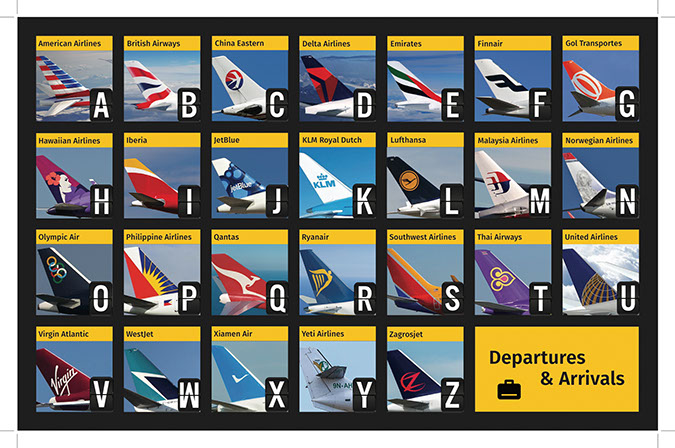 American Airlines
A
British Airways
B
China Eastern
C
Delta Airlines
D
Emirates
E
Finnair
F
Gol Transportes
G
Hawaiian Airlines
H
Iberia
I
JetBlue
jetBlue
J
KLM Royal Dutch
KLM
K
Lufthansa
L
Malaysia Airlines
M
Norwegian Airlines
N
Olympic Air
O
Philippine Airlines
P
Qantas
Q
Ryanair
R
Southwest Airlines
S
Thai Airways
T
United Airlines
U
Virgin Atlantic
Virgin
V
WestJet
W
Xiamen Air
X
Yeti Airlines
9N-AH
Y
Zagrosjet
Z
Departures
& Arrivals